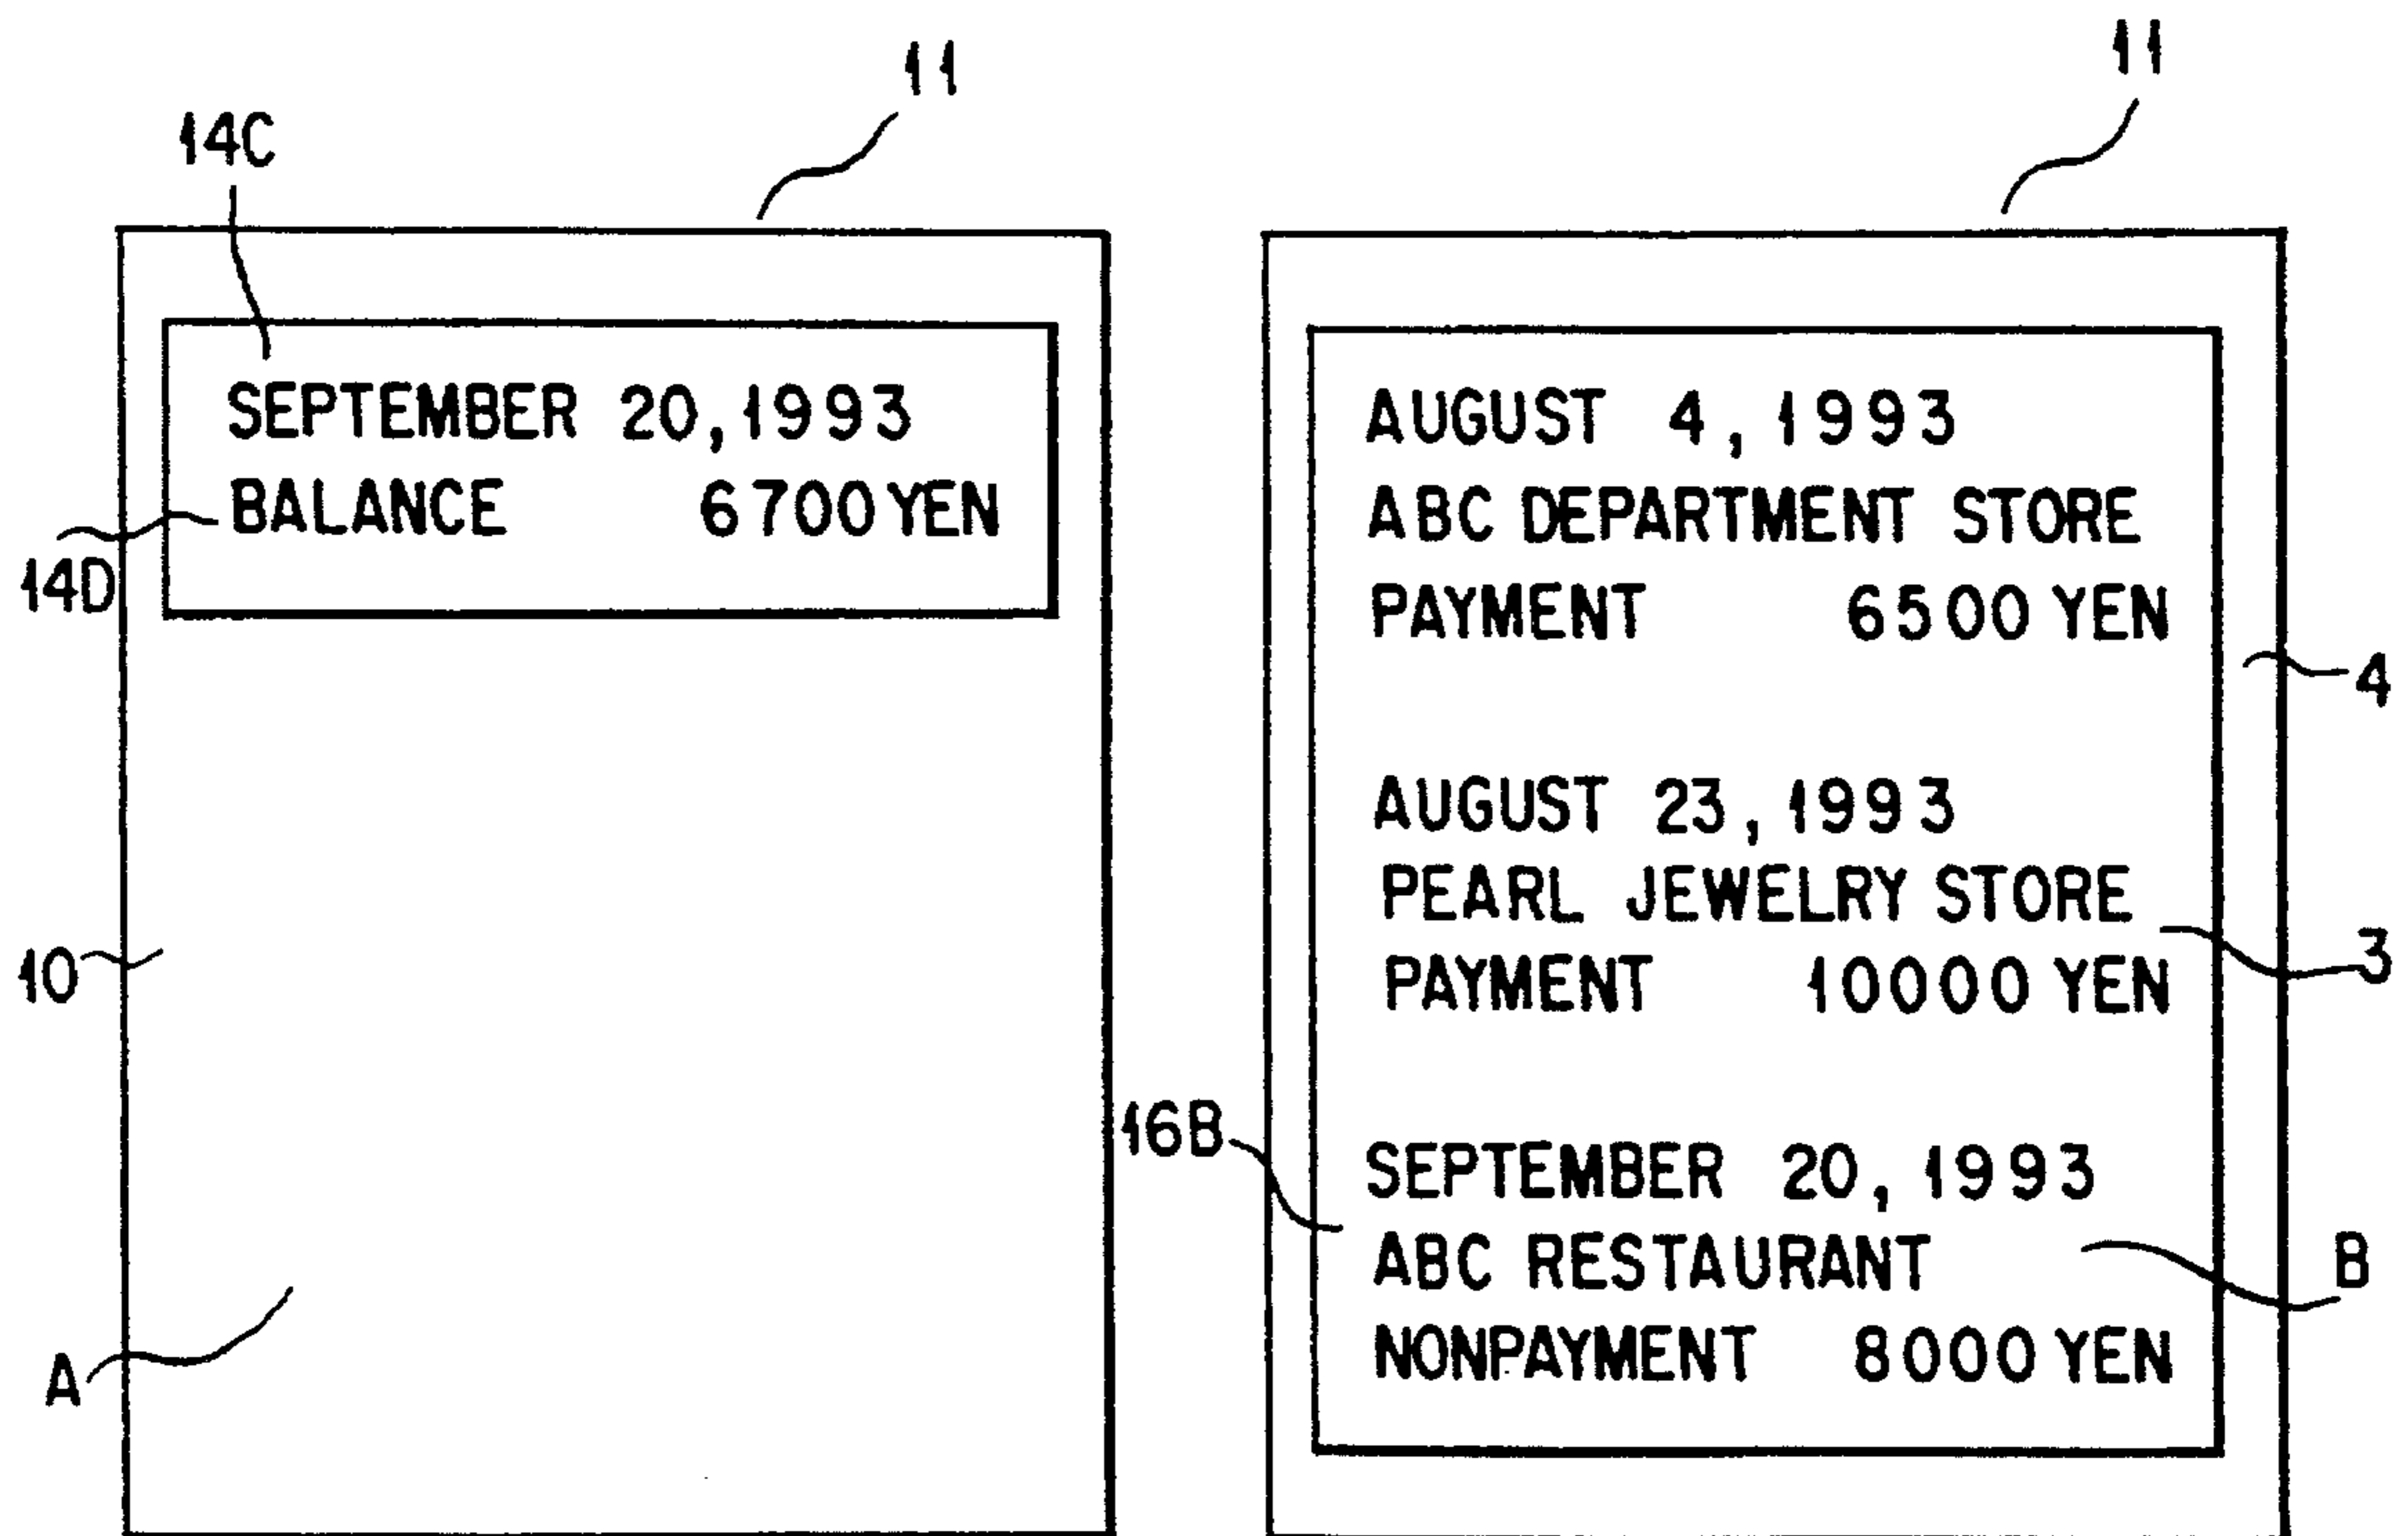 11
14C
SEPTEMBER 20,1993
BALANCE 6700 YEN
14D
10
A
11
AUGUST 4, 1993
ABC DEPARTMENT STORE
PAYMENT 6500 YEN
4
AUGUST 23, 1993
PEARL JEWELRY STORE
3
PAYMENT 10000 YEN
16B
SEPTEMBER 20, 1993
ABC RESTAURANT
B
NONPAYMENT 8000 YEN